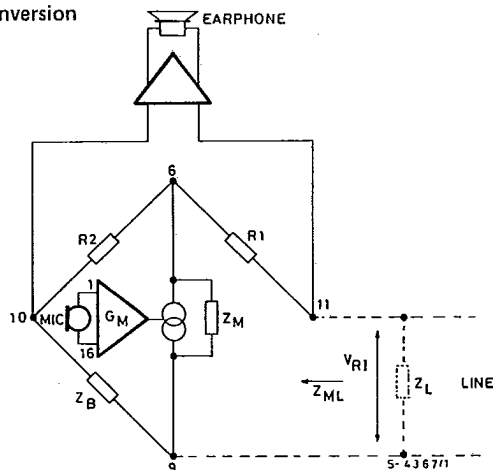 nversion
EARPHONE
6
R2
R1
1
10
MIC
G_M
Z_M
11
16
Z_B
V_RI
Z_ML
Z_L
LINE
9
S-4367/1